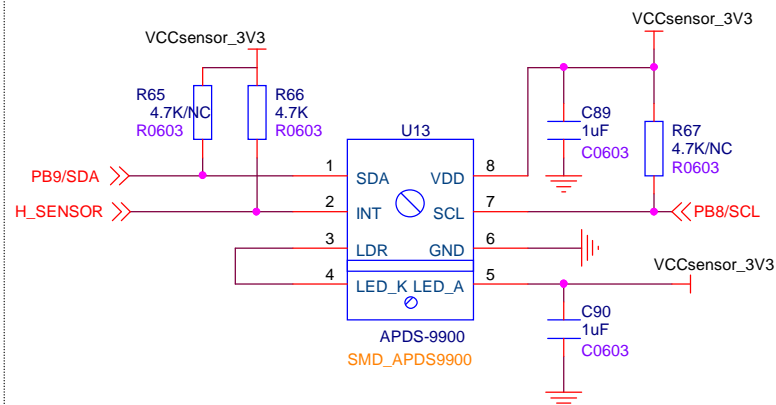 VCCsensor_3V3
VCCsensor_3V3
R65
4.7K/NC
R0603
R66
4.7K
R0603
C89
1uF
C0603
R67
4.7K/NC
R0603
U13
PB9/SDA
1
SDA
VDD
8
H_SENSOR
2
INT
SCL
7
PB8/SCL
3
LDR
GND
6
4
LED_K
LED_A
5
VCCsensor_3V3
C90
1uF
C0603
APDS-9900
SMD_APDS9900